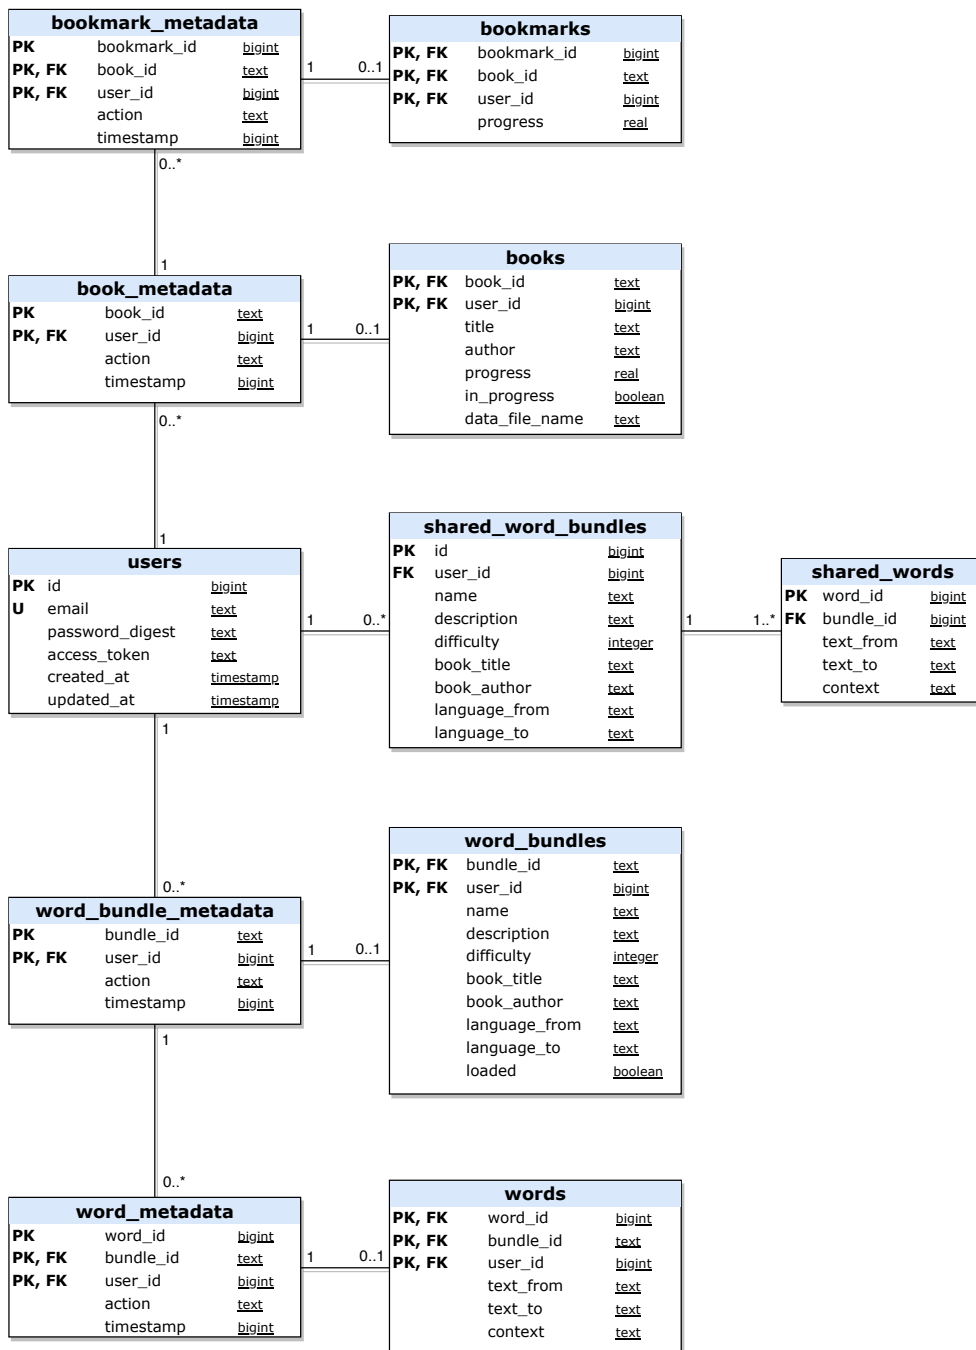 bookmark_metadata
PK bookmark_id bigint
PK, FK book_id text
PK, FK user_id bigint
action text
timestamp bigint
1 0..1
bookmarks
PK, FK bookmark_id bigint
PK, FK book_id text
PK, FK user_id bigint
progress real
0..*
1
book_metadata
PK book_id text
PK, FK user_id bigint
action text
timestamp bigint
1 0..1
books
PK, FK book_id text
PK, FK user_id bigint
title text
author text
progress real
in_progress boolean
data_file_name text
0..*
1
users
PK id bigint
U email text
password_digest text
access_token text
created_at timestamp
updated_at timestamp
1 0..*
shared_word_bundles
PK id bigint
FK user_id bigint
name text
description text
difficulty integer
book_title text
book_author text
language_from text
language_to text
1 1..*
shared_words
PK word_id bigint
FK bundle_id bigint
text_from text
text_to text
context text
1
0..*
word_bundle_metadata
PK bundle_id text
PK, FK user_id bigint
action text
timestamp bigint
1 0..1
word_bundles
PK, FK bundle_id text
PK, FK user_id bigint
name text
description text
difficulty integer
book_title text
book_author text
language_from text
language_to text
loaded boolean
1
0..*
word_metadata
PK word_id bigint
PK, FK bundle_id text
PK, FK user_id bigint
action text
timestamp bigint
1 0..1
words
PK, FK word_id bigint
PK, FK bundle_id text
PK, FK user_id bigint
text_from text
text_to text
context text